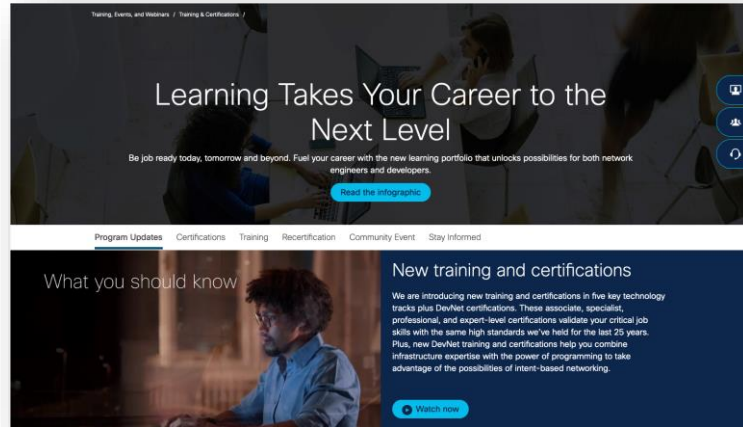 Training, Events, and Webinars / Training & Certifications /
Learning Takes Your Career to the
Next Level
Be job ready today, tomorrow and beyond. Fuel your career with the new learning portfolio that unlocks possibilities for both network
engineers and developers.
Read the infographic
Program Updates Certifications Training Recertification Community Event Stay Informed
What you should know
New training and certifications
We are introducing new training and certifications in five key technology
tracks plus DevNet certifications. These associate, specialist,
professional, and expert-level certifications validate your critical job
skills with the same high standards we've held for the last 25 years.
Plus, new DevNet training and certifications help you combine
infrastructure expertise with the power of programming to take
advantage of the possibilities of intent-based networking.
Watch now